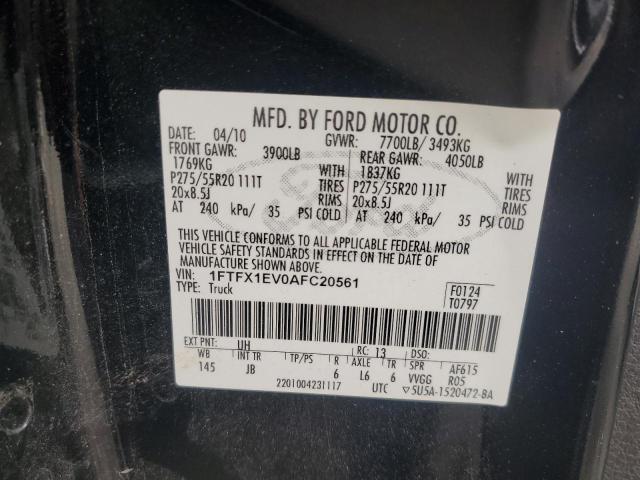 MFD. BY FORD MOTOR CO.
DATE: 04/10 GVWR: 7700LB/ 3493KG
FRONT GAWR: 3900LB REAR GAWR: 4050LB
1769KG WITH 1837KG WITH
P275/55R20 111T TIRES P275/55R20 111T TIRES
20x8.5J RIMS 20x8.5J RIMS
AT 240 kPa/ 35 PSI COLD AT 240 kPa/ 35 PSI COLD
Ford
THIS VEHICLE CONFORMS TO ALL APPLICABLE FEDERAL MOTOR
VEHICLE SAFETY STANDARDS IN EFFECT ON THE DATE OF
MANUFACTURE SHOWN ABOVE.
VIN: 1FTFX1EV0AFC20561
TYPE: Truck
F0124
T0797
EXT PNT: UH RC: 13 DSO:
WB INT TR TP/PS R AXLE TR SPR AF615
145 JB 6 L6 6 VVGG R05
2201004231117 UTC ▽5U5A-1520472-BA